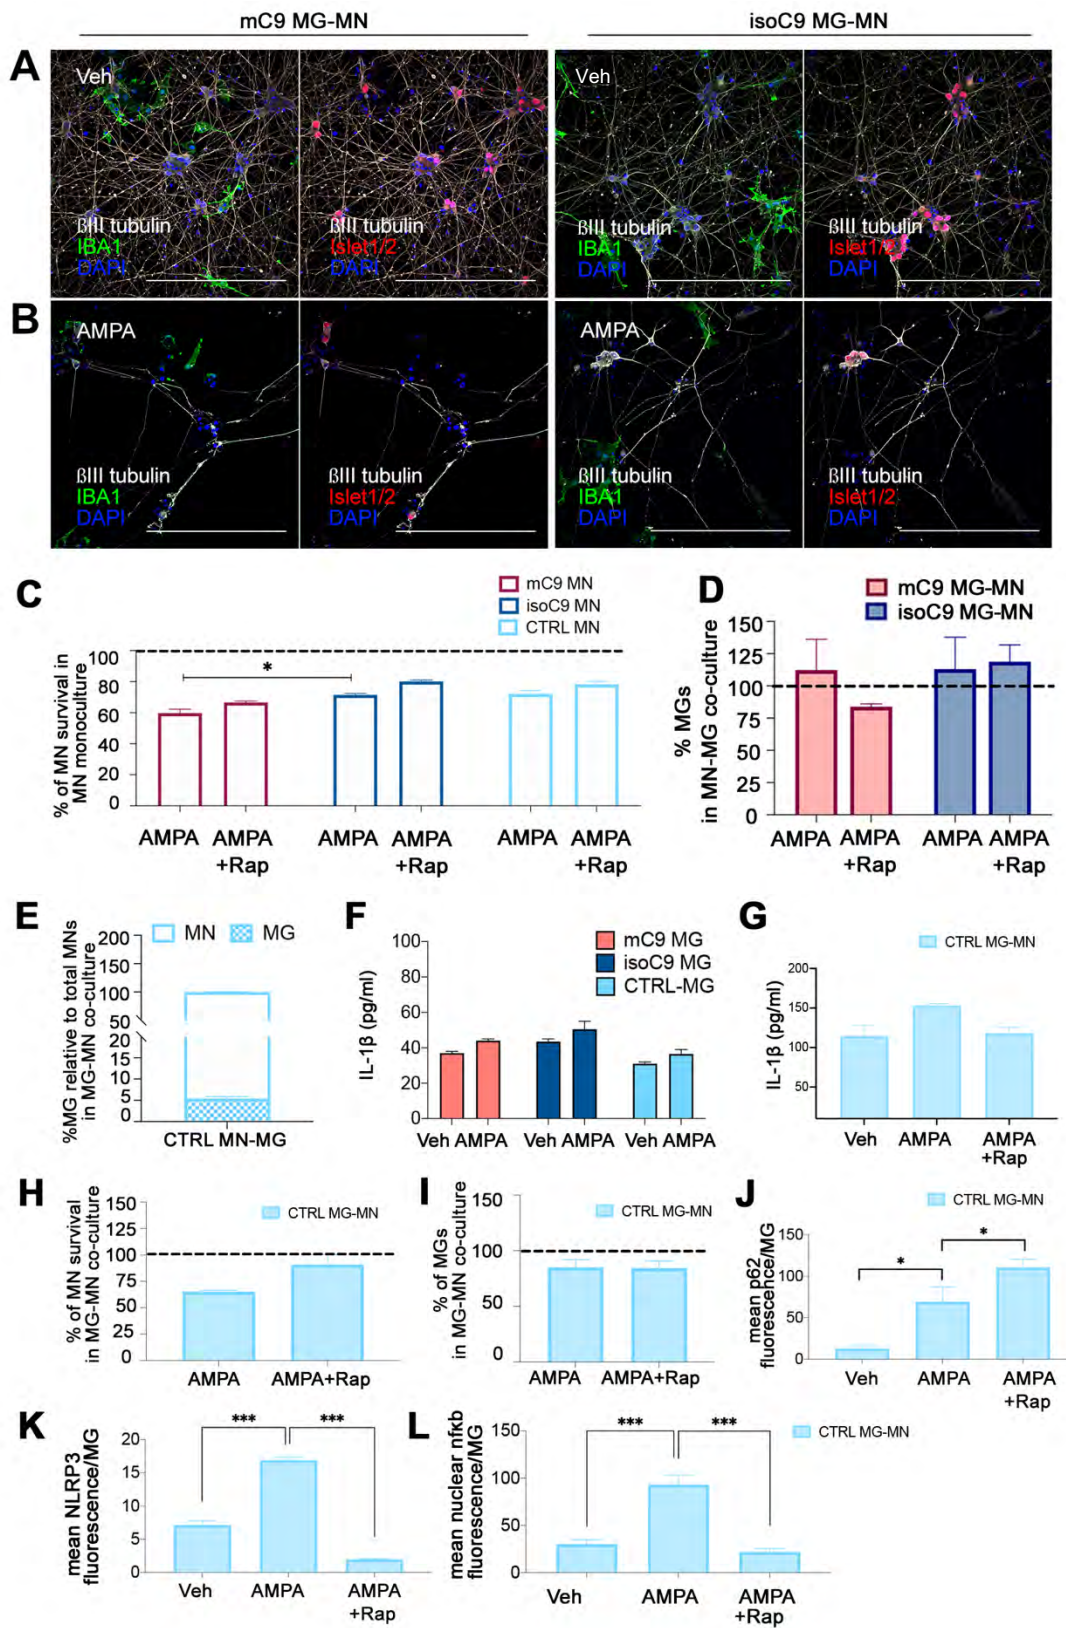 mC9 MG-MN
isoC9 MG-MN
A
Veh
ßIII tubulin
IBA1
DAPI
ßIII tubulin
Islet1/2
DAPI
Veh
ßIII tubulin
IBA1
DAPI
ßIII tubulin
Islet1/2
DAPI
B
AMPA
ßIII tubulin
IBA1
DAPI
ßIII tubulin
Islet1/2
DAPI
AMPA
ßIII tubulin
IBA1
DAPI
ßIII tubulin
Islet1/2
DAPI
C
mC9 MN
isoC9 MN
CTRL MN
% of MN survival in
MN monoculture
100
80
60
40
20
0
*
AMPA
AMPA
+Rap
AMPA
AMPA
+Rap
AMPA
AMPA
+Rap
D
mC9 MG-MN
isoC9 MG-MN
% MGs
in MN-MG co-culture
150
125
100
75
50
25
0
AMPA
AMPA
+Rap
AMPA
AMPA
+Rap
E
MN
MG
%MG relative to total MNs
in MG-MN co-culture
200
150
100
50
20
15
10
5
0
CTRL MN-MG
F
mC9 MG
isoC9 MG
CTRL-MG
IL-1β (pg/ml)
100
80
60
40
20
0
Veh AMPA
Veh AMPA
Veh AMPA
G
CTRL MG-MN
IL-1β (pg/ml)
200
150
100
50
Veh
AMPA
AMPA
+Rap
H
CTRL MG-MN
% of MN survival
in MG-MN co-culture
150
125
100
75
50
25
0
AMPA
AMPA+Rap
I
CTRL MG-MN
% of MGs
in MG-MN co-culture
150
100
50
0
AMPA
AMPA+Rap
J
CTRL MG-MN
mean p62
fluorescence/MG
150
100
50
0
*
*
Veh
AMPA
AMPA
+Rap
K
mean NLRP3
fluorescence/MG
20
15
10
5
0
***
***
Veh
AMPA
AMPA
+Rap
L
CTRL MG-MN
mean nuclear nfkb
fluorescence/MG
150
100
50
0
***
***
Veh
AMPA
AMPA
+Rap